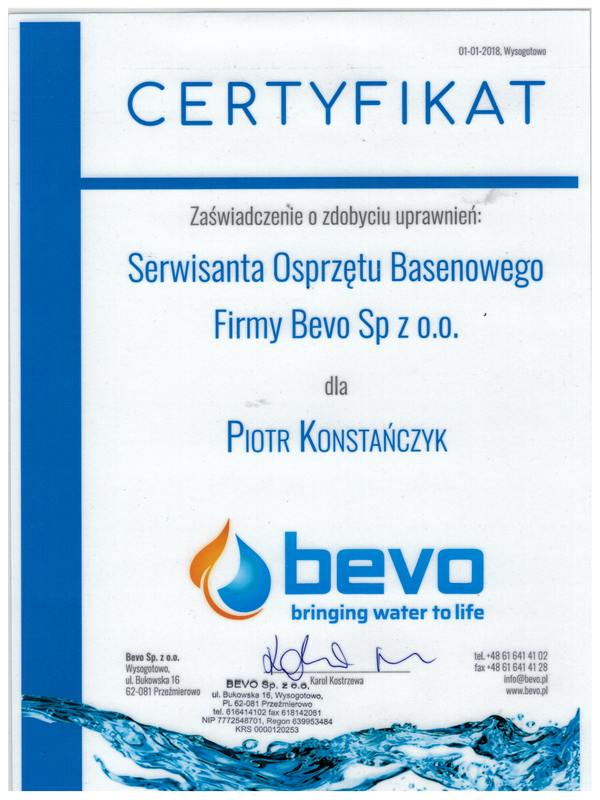 01-01-2018, Wysogotowo
CERTYFIKAT
Zaświadczenie o zdobyciu uprawnień:
Serwisanta Osprzętu Basenowego
Firmy Bevo Sp z o.o.
dla
PIOTR KONSTAŃCZYK
bevo
bringing water to life
Bevo Sp. z o.o.
Wysogotowo,
ul. Bukowska 16
62-081 Przeźmierowo
Karol Kostrzewa
BEVO Sp. z o.o.
ul. Bukowska 16, Wysogotowo,
PL 62-081 Przeźmierowo
tel. 616414102 fax 618142061
NIP 7772548701, Regon 639953484
KRS 0000120253
tel. +48 61 641 41 02
fax +48 61 641 41 28
info@bevo.pl
www.bevo.pl